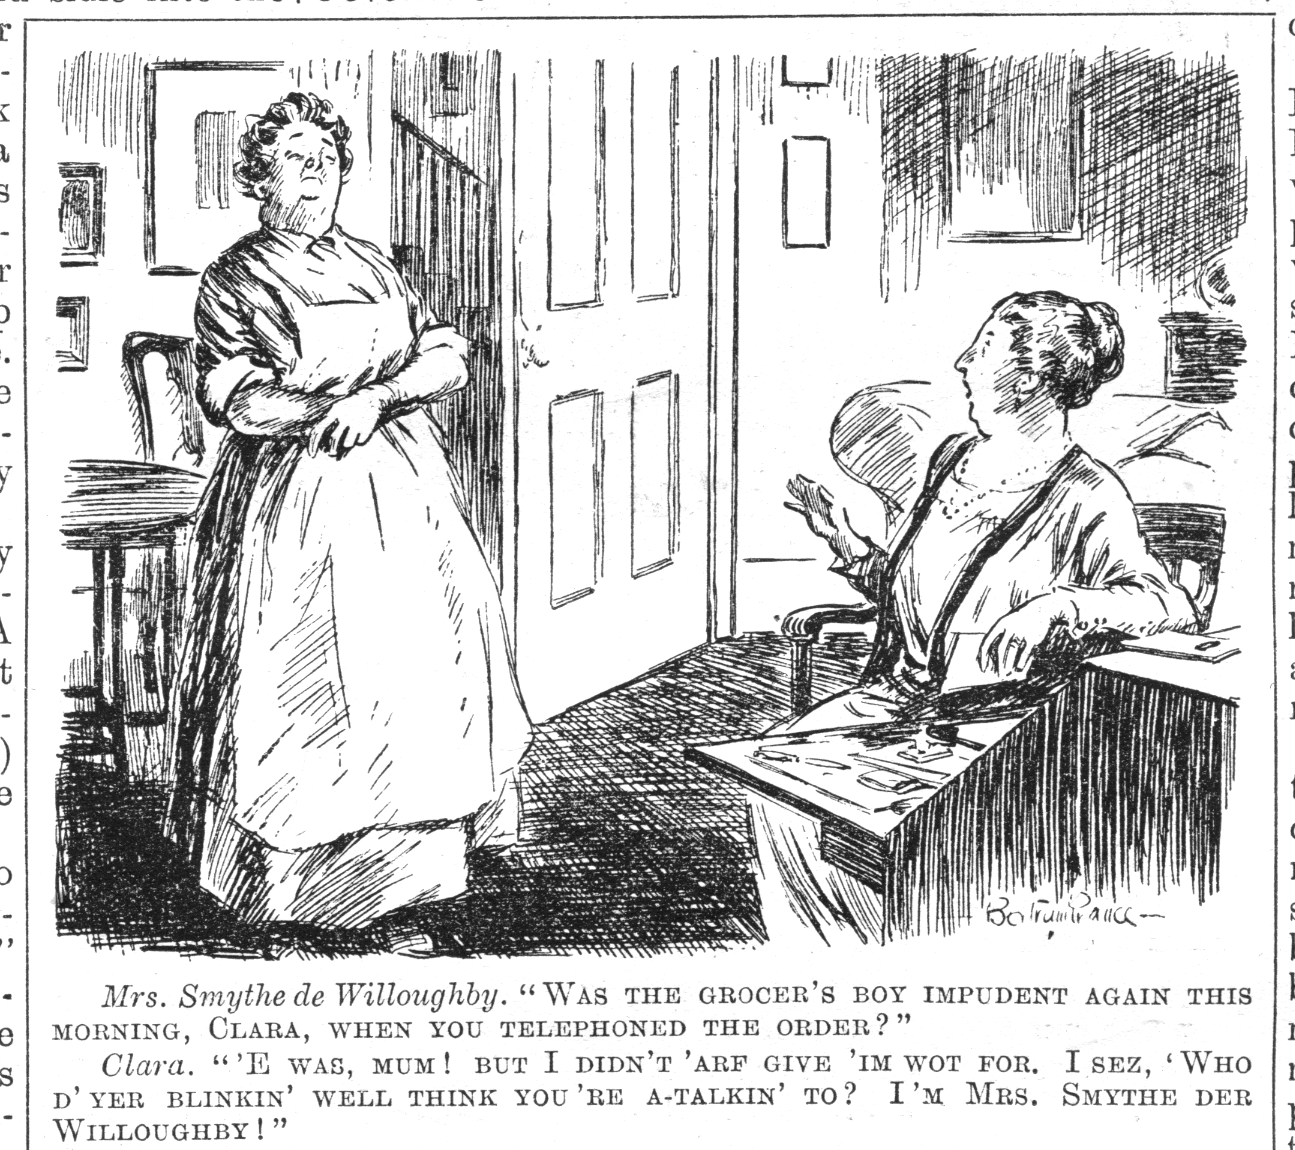 Bertram Prance
Mrs. Smythe de Willoughby. "Was the grocer's boy impudent again this
morning, Clara, when you telephoned the order?"
Clara. "'E was, mum! but I didn't 'arf give 'im wot for. I sez, 'Who
d'yer blinkin' well think you're a-talkin' to? I'm Mrs. Smythe der
Willoughby!"